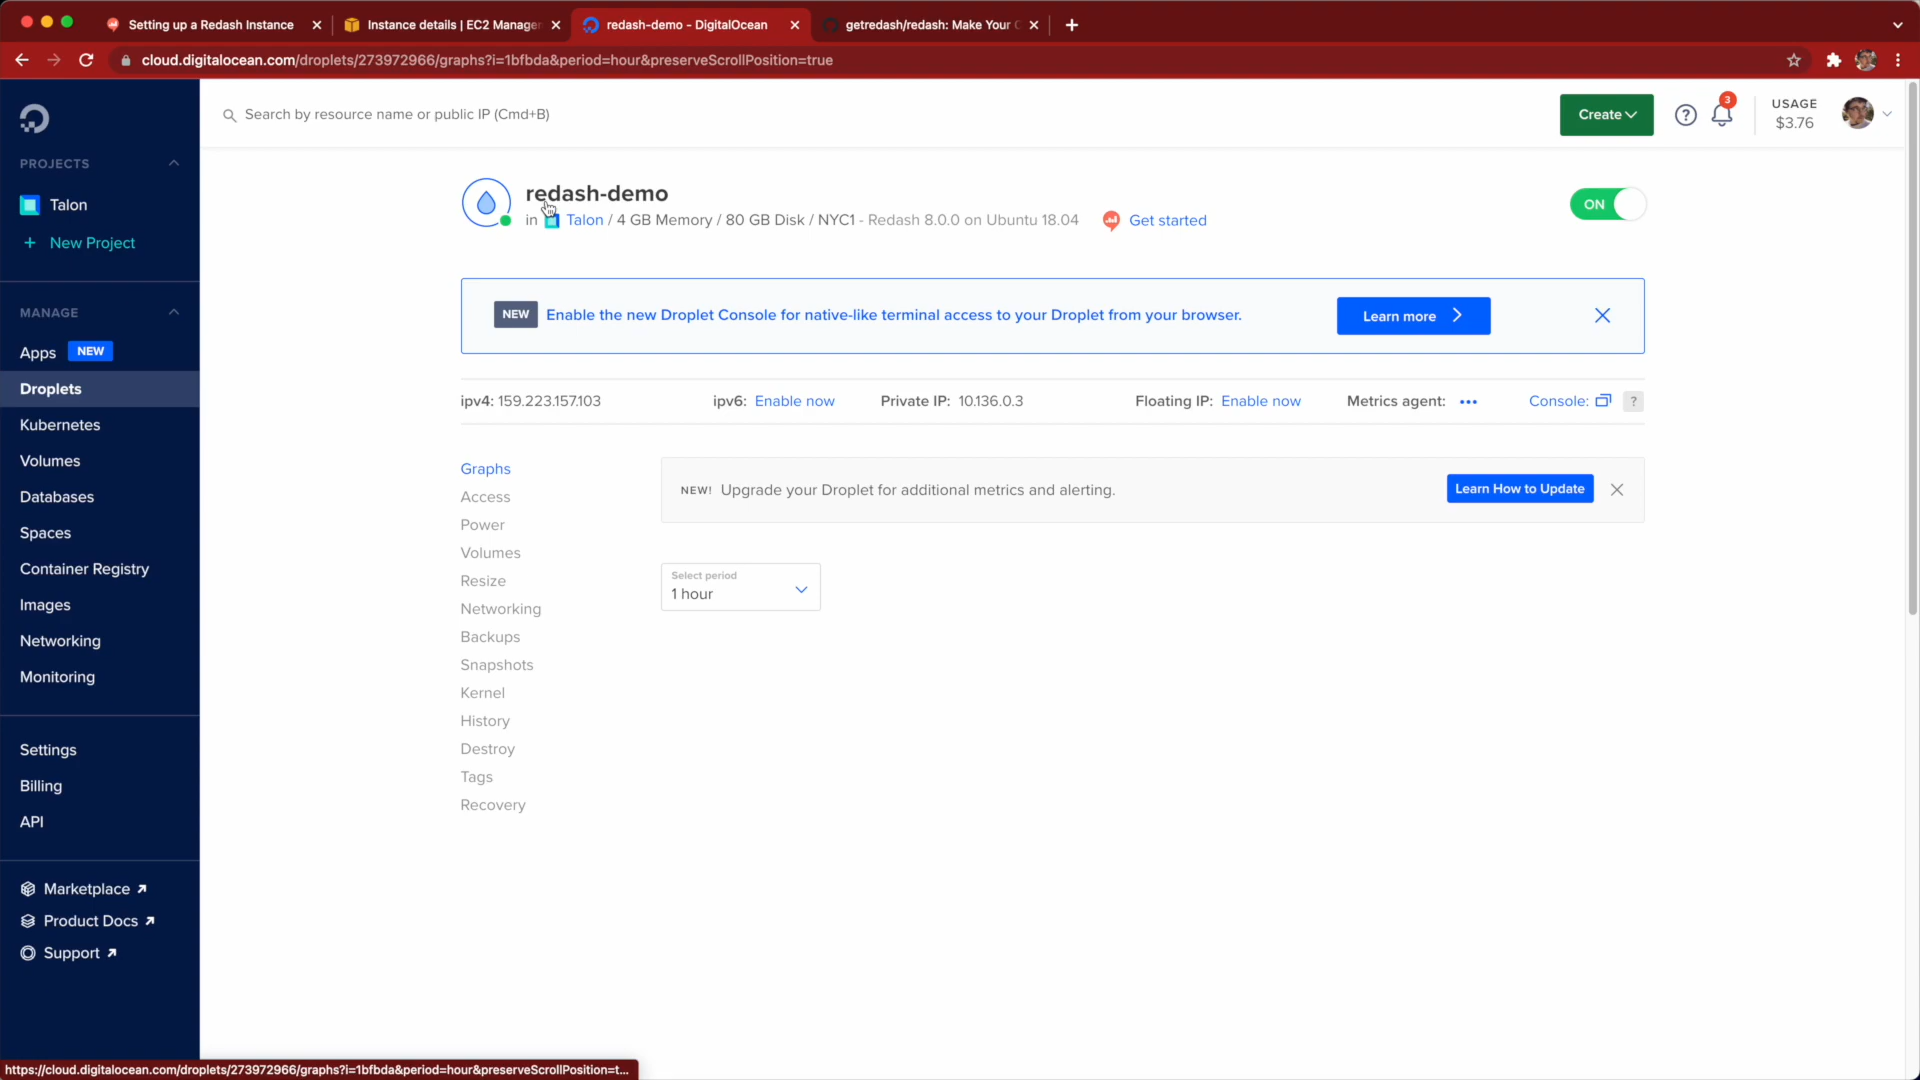 Setting up a Redash Instance
Instance details | EC2 Manage
redash-demo - DigitalOcean
getredash/redash: Make Your
cloud.digitalocean.com/droplets/273972966/graphs?i=1bfbda&period=hour&preserveScrollPosition=true
Search by resource name or public IP (Cmd+B)
Create
?
3
USAGE
$3.76
PROJECTS
Talon
+ New Project
MANAGE
Apps NEW
Droplets
Kubernetes
Volumes
Databases
Spaces
Container Registry
Images
Networking
Monitoring
Settings
Billing
API
Marketplace
Product Docs
Support
redash-demo
in Talon / 4 GB Memory / 80 GB Disk / NYC1 - Redash 8.0.0 on Ubuntu 18.04 Get started
ON
NEW Enable the new Droplet Console for native-like terminal access to your Droplet from your browser.
Learn more
ipv4: 159.223.157.103 ipv6: Enable now Private IP: 10.136.0.3 Floating IP: Enable now Metrics agent: ••• Console: ?
Graphs
Access
Power
Volumes
Resize
Networking
Backups
Snapshots
Kernel
History
Destroy
Tags
Recovery
NEW! Upgrade your Droplet for additional metrics and alerting.
Learn How to Update
Select period
1 hour
https://cloud.digitalocean.com/droplets/273972966/graphs?i=1bfbda&period=hour&preserveScrollPosition=t...